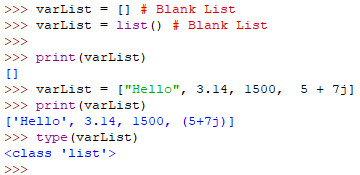 >>> varList = [] # Blank List
>>> varList = list() # Blank List
>>>
>>> print(varList)
[]
>>> varList = ["Hello", 3.14, 1500,  5 + 7j]
>>> print(varList)
['Hello', 3.14, 1500, (5+7j)]
>>> type(varList)
<class 'list'>
>>>